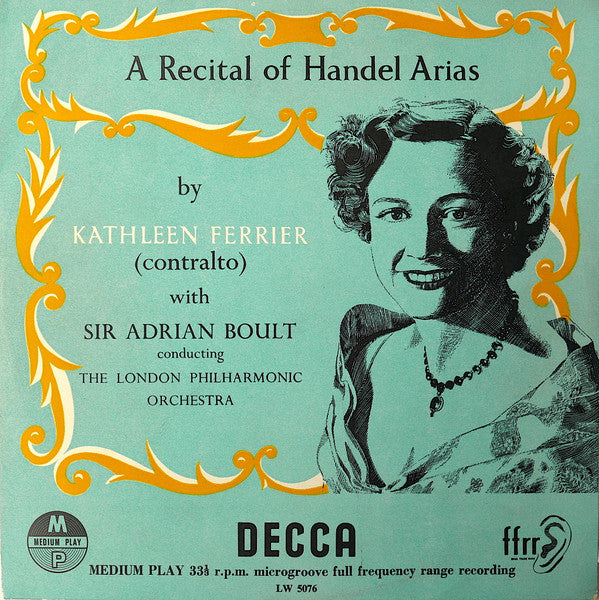 A Recital of Handel Arias
by
KATHLEEN FERRIER
(contralto)
with
SIR ADRIAN BOULT
conducting
THE LONDON PHILHARMONIC
ORCHESTRA
M
MEDIUM PLAY
P
DECCA
ffrr
MEDIUM PLAY 33⅓ r.p.m. microgroove full frequency range recording
LW 5076